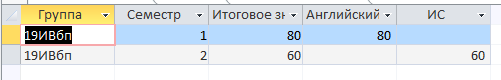 Группа Семестр Итоговое зн Английский ИС
19ИВбп 1 80 80
19ИВбп 2 60 60